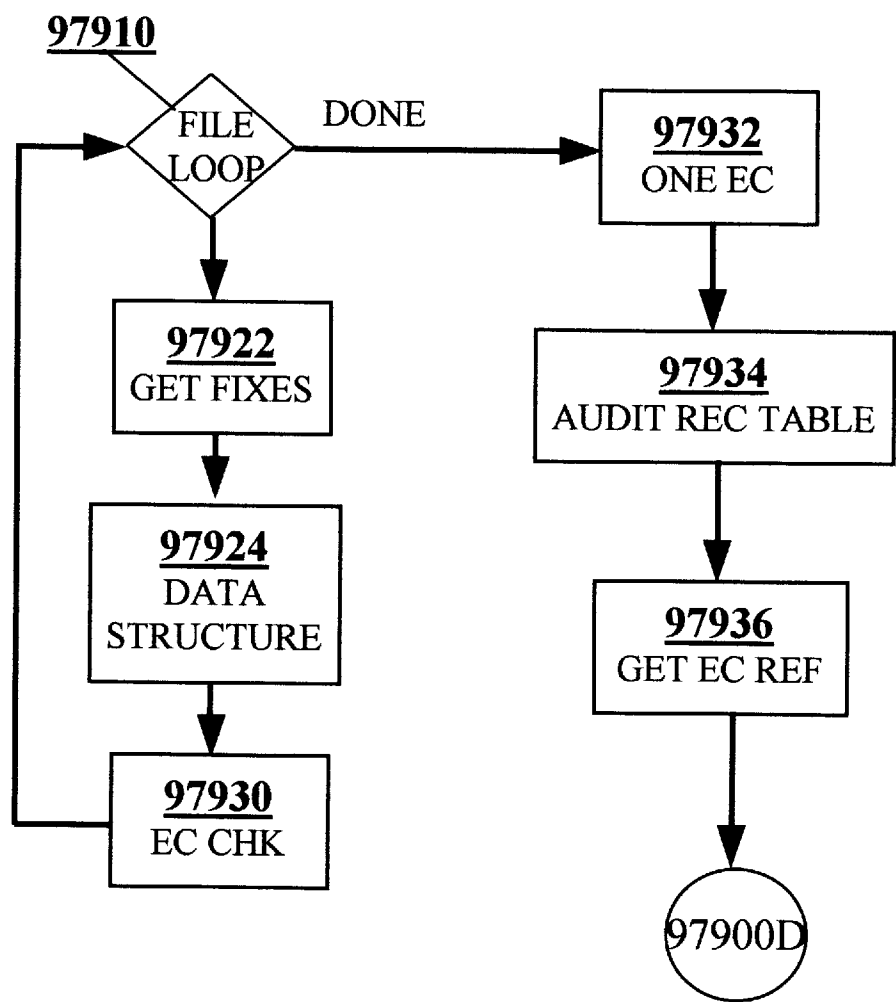 97910
FILE
LOOP
DONE
97922
GET FIXES
97924
DATA
STRUCTURE
97930
EC CHK
97932
ONE EC
97934
AUDIT REC TABLE
97936
GET EC REF
97900D